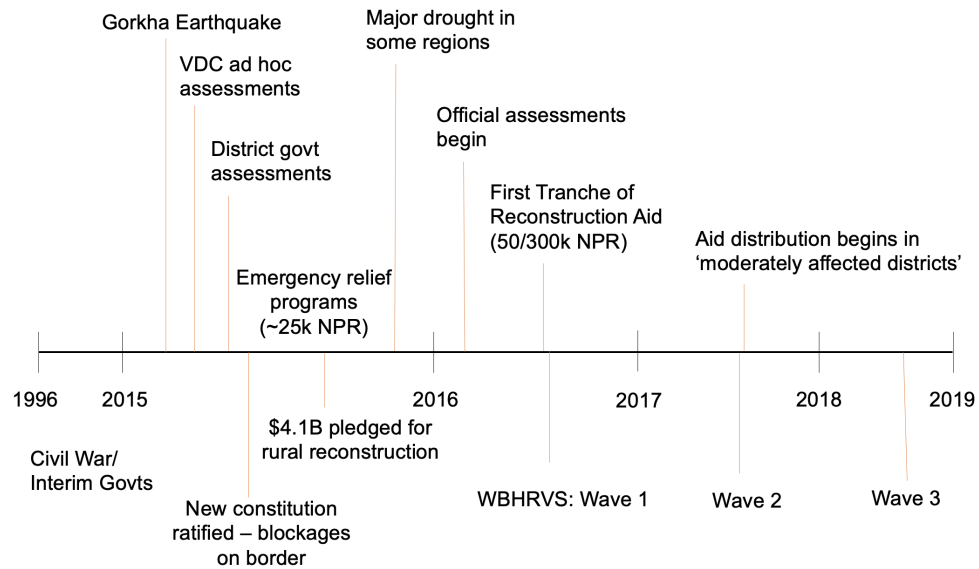 Gorkha Earthquake
VDC ad hoc
assessments
District govt
assessments
Emergency relief
programs
(~25k NPR)
Major drought in
some regions
Official assessments
begin
First Tranche of
Reconstruction Aid
(50/300k NPR)
Aid distribution begins in
‘moderately affected districts’
1996
2015
2016
2017
2018
2019
Civil War/
Interim Govts
New constitution
ratified – blockages
on border
$4.1B pledged for
rural reconstruction
WBHRVS: Wave 1
Wave 2
Wave 3